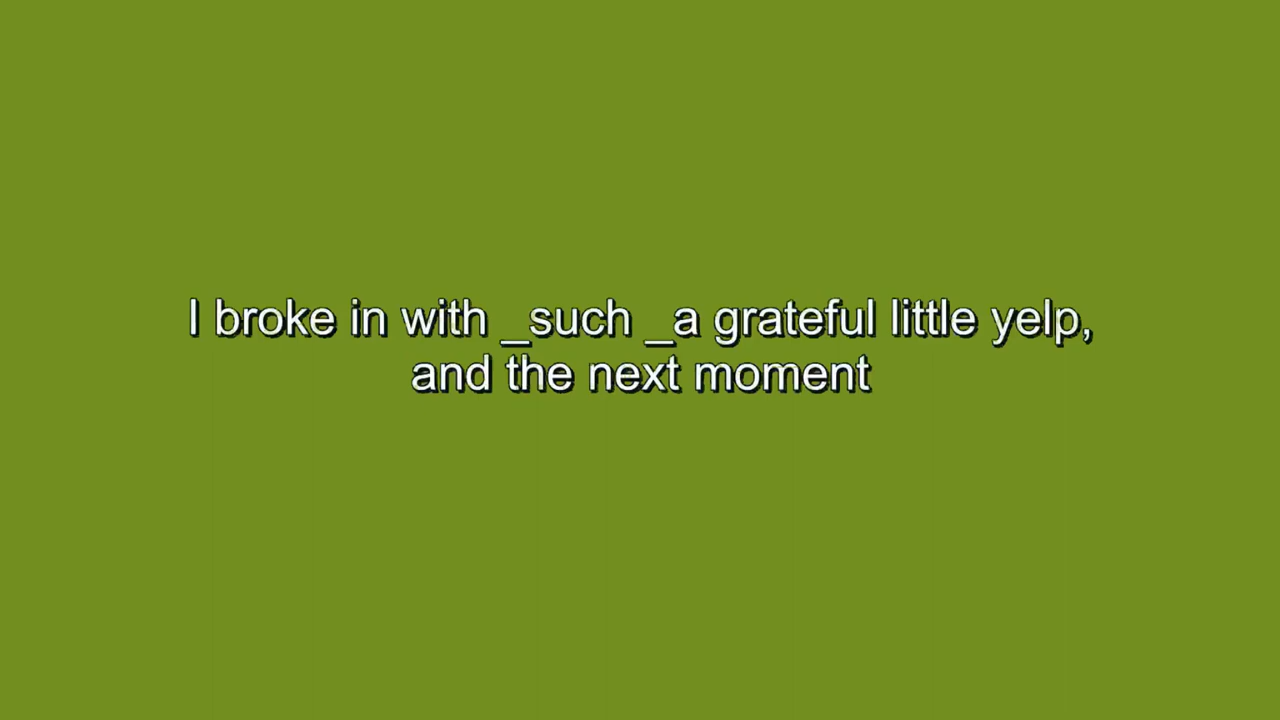 I broke in with _such _a grateful little yelp,
and the next moment